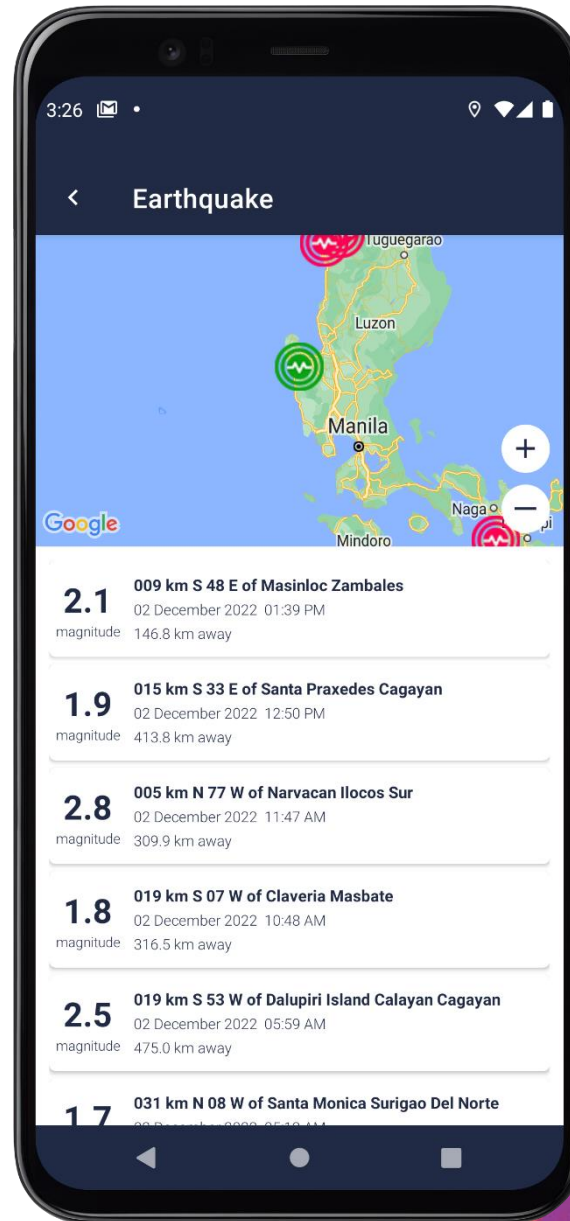 3:26
Earthquake
Tuguegarao
Luzon
Manila
Naga
Google
Mindoro
2.1
magnitude
009 km S 48 E of Masinloc Zambales
02 December 2022 01:39 PM
146.8 km away
1.9
magnitude
015 km S 33 E of Santa Praxedes Cagayan
02 December 2022 12:50 PM
413.8 km away
2.8
magnitude
005 km N 77 W of Narvacan Ilocos Sur
02 December 2022 11:47 AM
309.9 km away
1.8
magnitude
019 km S 07 W of Claveria Masbate
02 December 2022 10:48 AM
316.5 km away
2.5
magnitude
019 km S 53 W of Dalupiri Island Calayan Cagayan
02 December 2022 05:59 AM
475.0 km away
1.7
031 km N 08 W of Santa Monica Surigao Del Norte